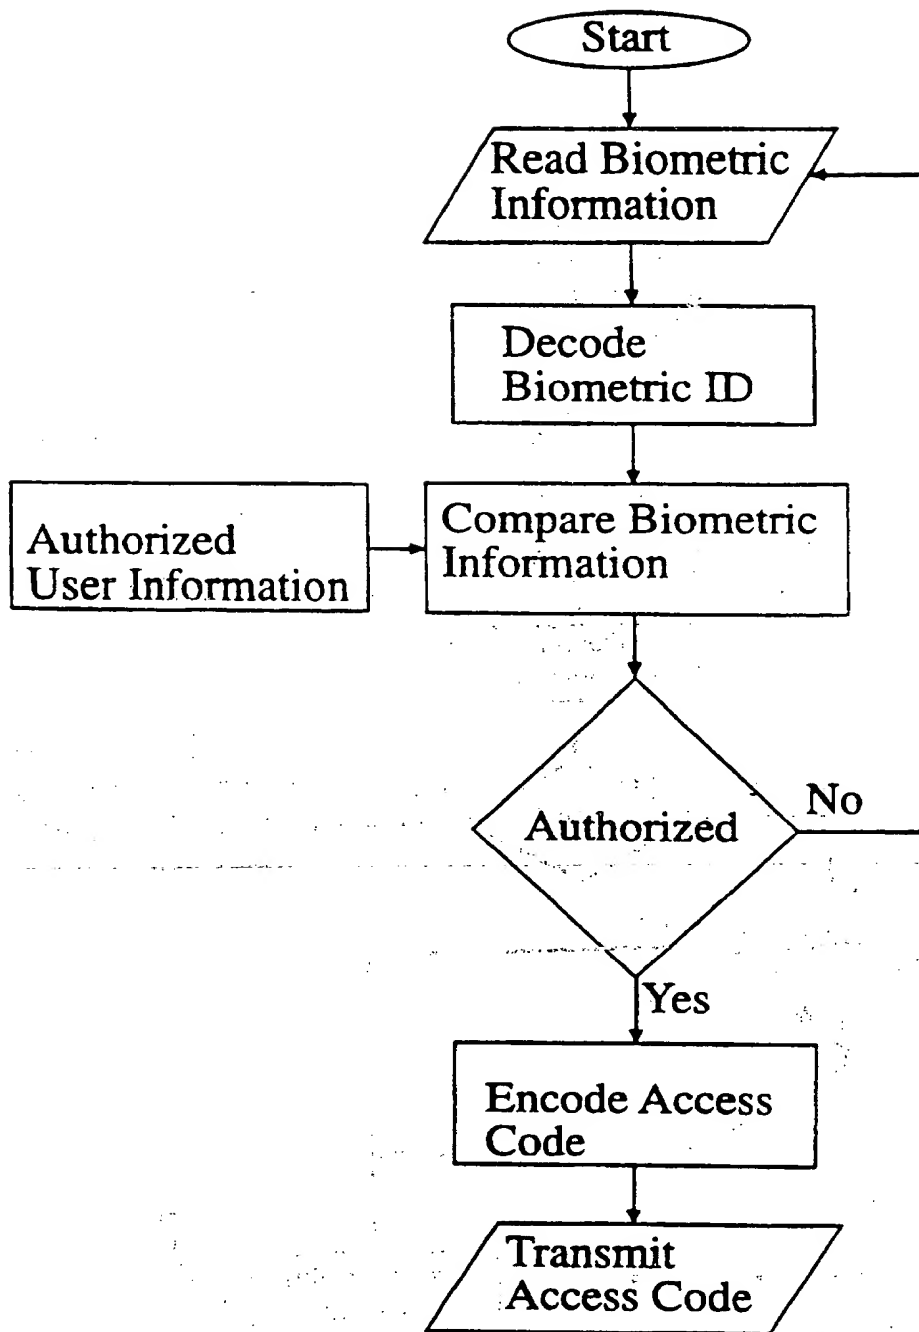 Start
Read Biometric
Information
Decode
Biometric ID
Authorized
User Information
Compare Biometric
Information
Authorized
No
Yes
Encode Access
Code
Transmit
Access Code